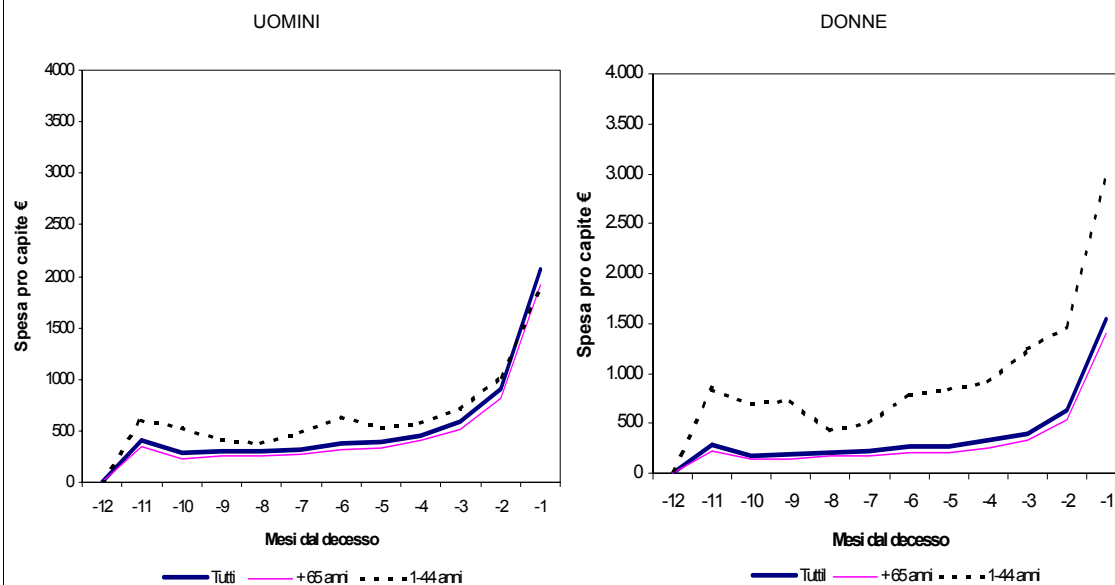 UOMINI
4000
3500
3000
2500
2000
1500
1000
500
0
Spesa pro capite €
-12 -11 -10 -9 -8 -7 -6 -5 -4 -3 -2 -1
Mesi dal decesso
Tutti +65 anni 1-44 anni
DONNE
4.000
3.500
3.000
2.500
2.000
1.500
1.000
500
0
Spesa pro capite €
-12 -11 -10 -9 -8 -7 -6 -5 -4 -3 -2 -1
Mesi dal decesso
Tuttil +65 anni 1-44 anni